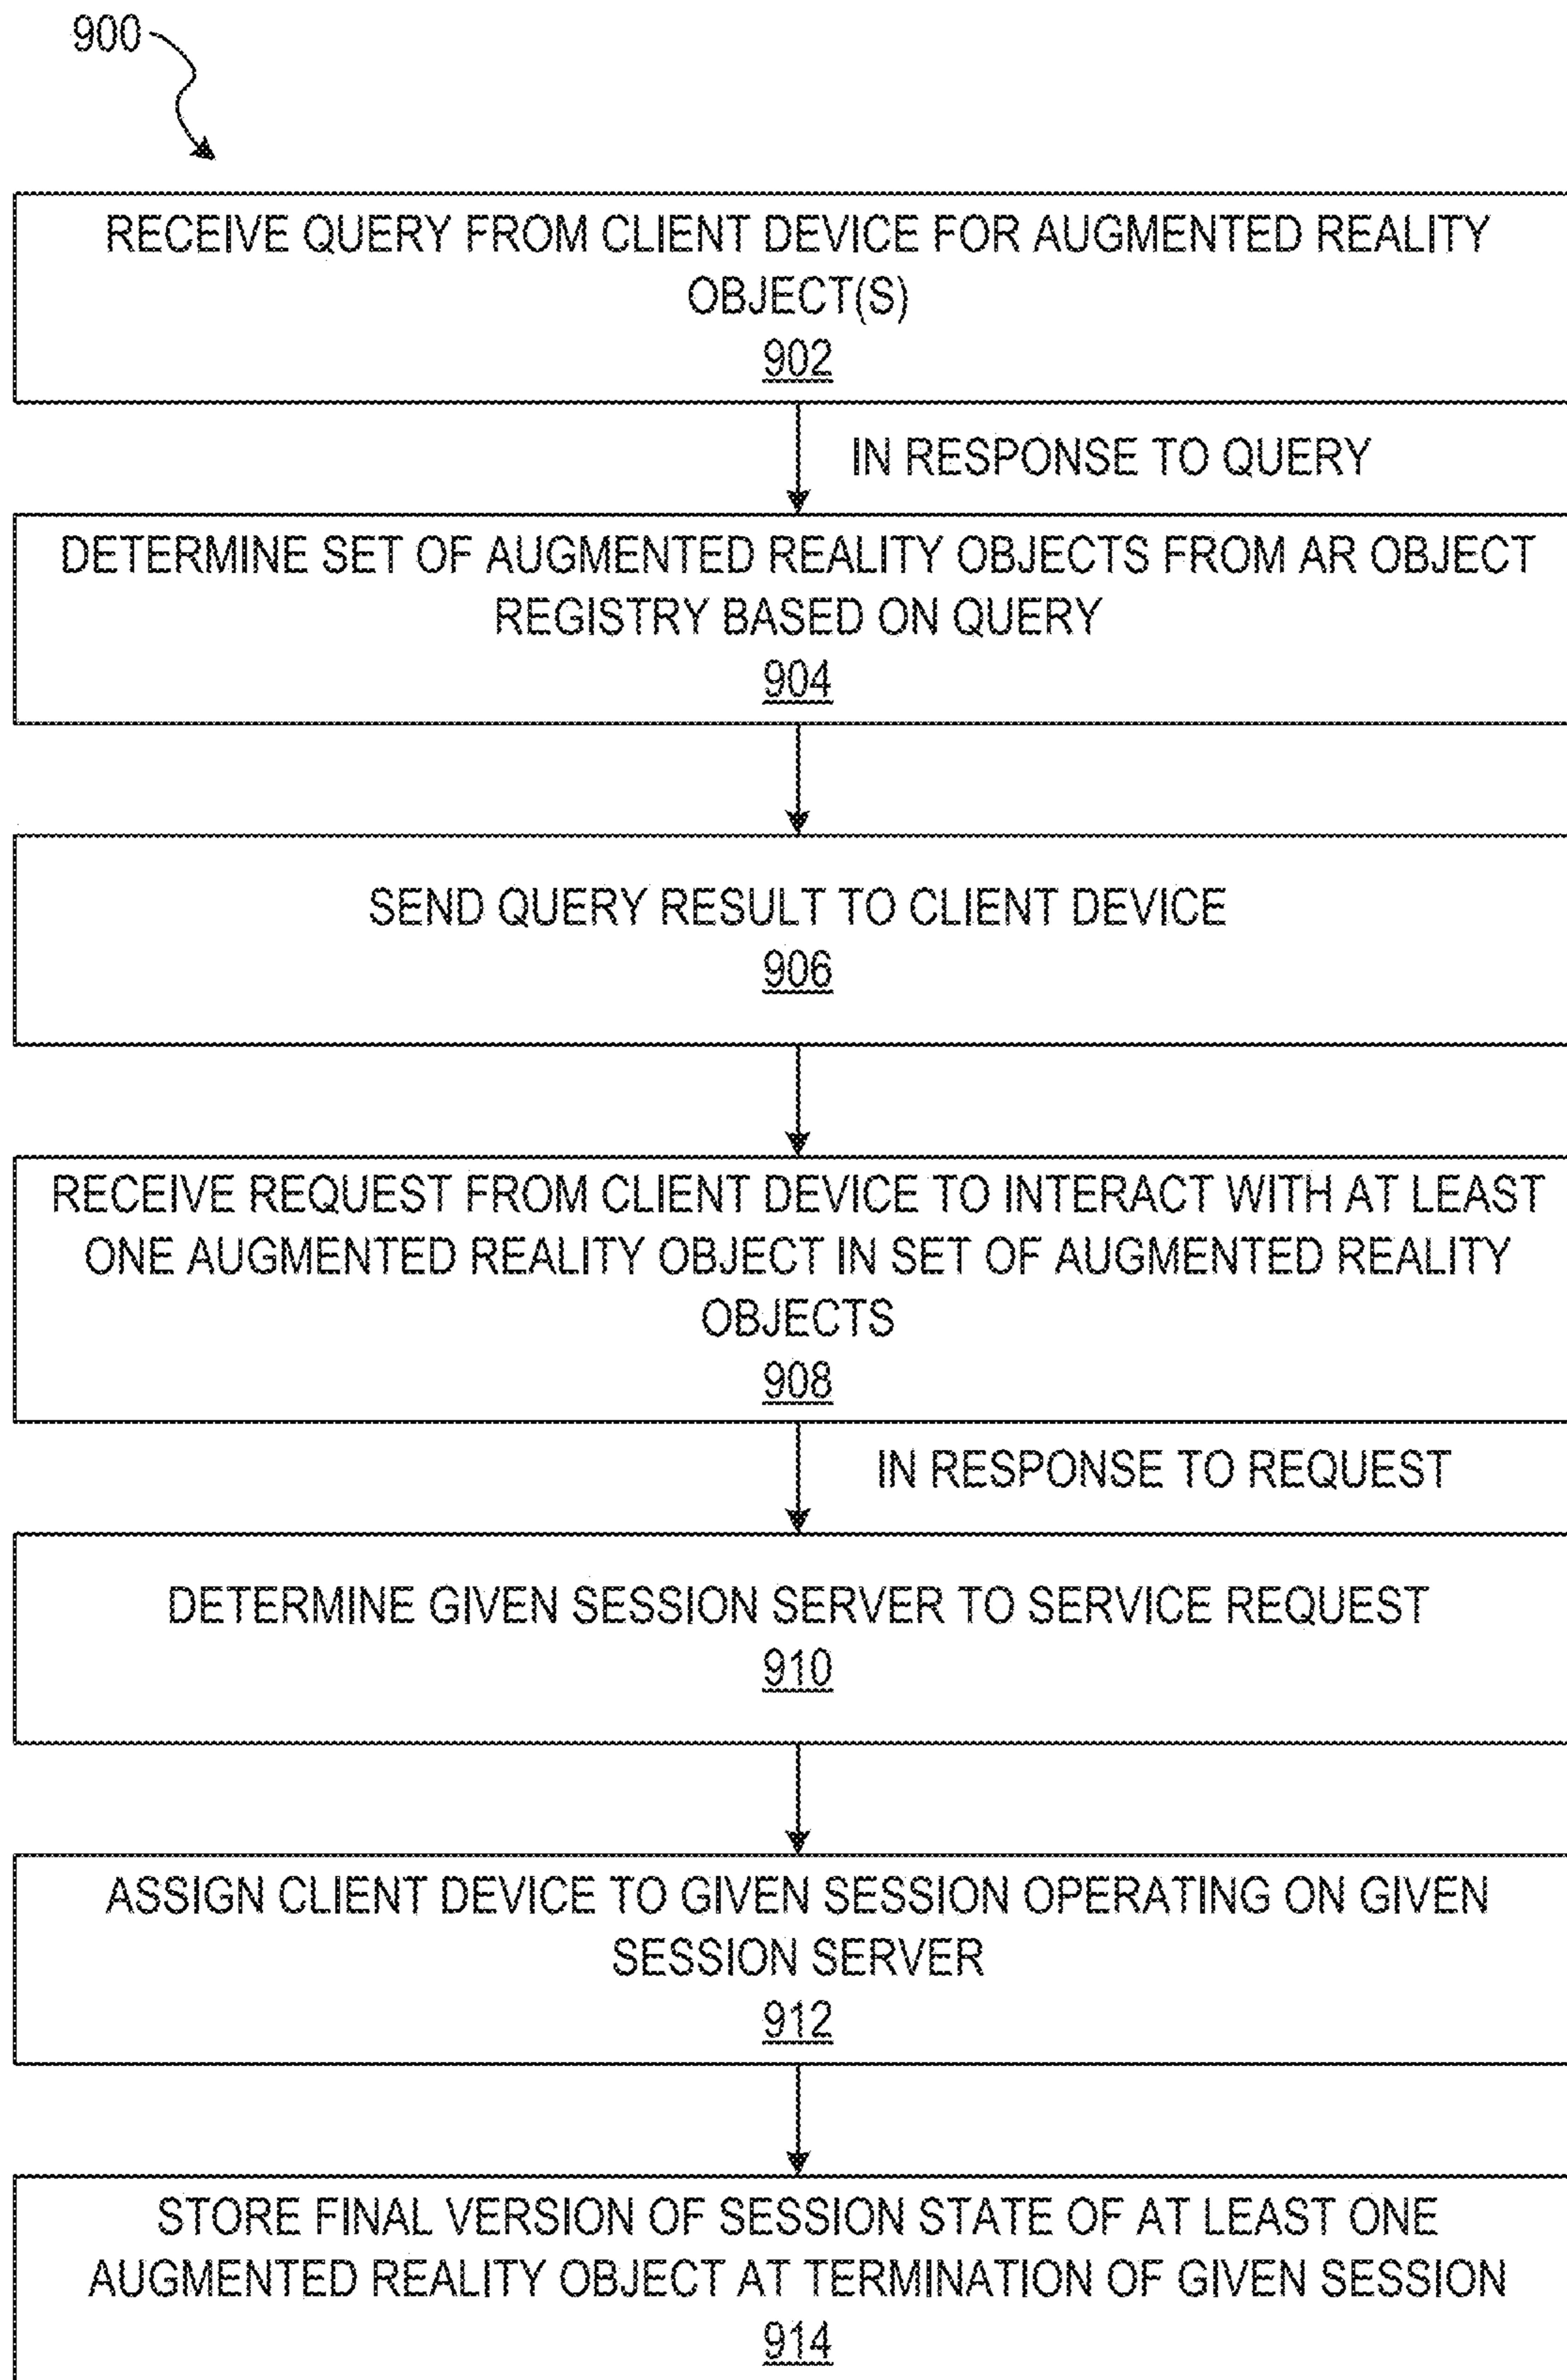 900
RECEIVE QUERY FROM CLIENT DEVICE FOR AUGMENTED REALITY
OBJECT(S)
902
IN RESPONSE TO QUERY
DETERMINE SET OF AUGMENTED REALITY OBJECTS FROM AR OBJECT
REGISTRY BASED ON QUERY
904
SEND QUERY RESULT TO CLIENT DEVICE
906
RECEIVE REQUEST FROM CLIENT DEVICE TO INTERACT WITH AT LEAST
ONE AUGMENTED REALITY OBJECT IN SET OF AUGMENTED REALITY
OBJECTS
908
IN RESPONSE TO REQUEST
DETERMINE GIVEN SESSION SERVER TO SERVICE REQUEST
910
ASSIGN CLIENT DEVICE TO GIVEN SESSION OPERATING ON GIVEN
SESSION SERVER
912
STORE FINAL VERSION OF SESSION STATE OF AT LEAST ONE
AUGMENTED REALITY OBJECT AT TERMINATION OF GIVEN SESSION
914